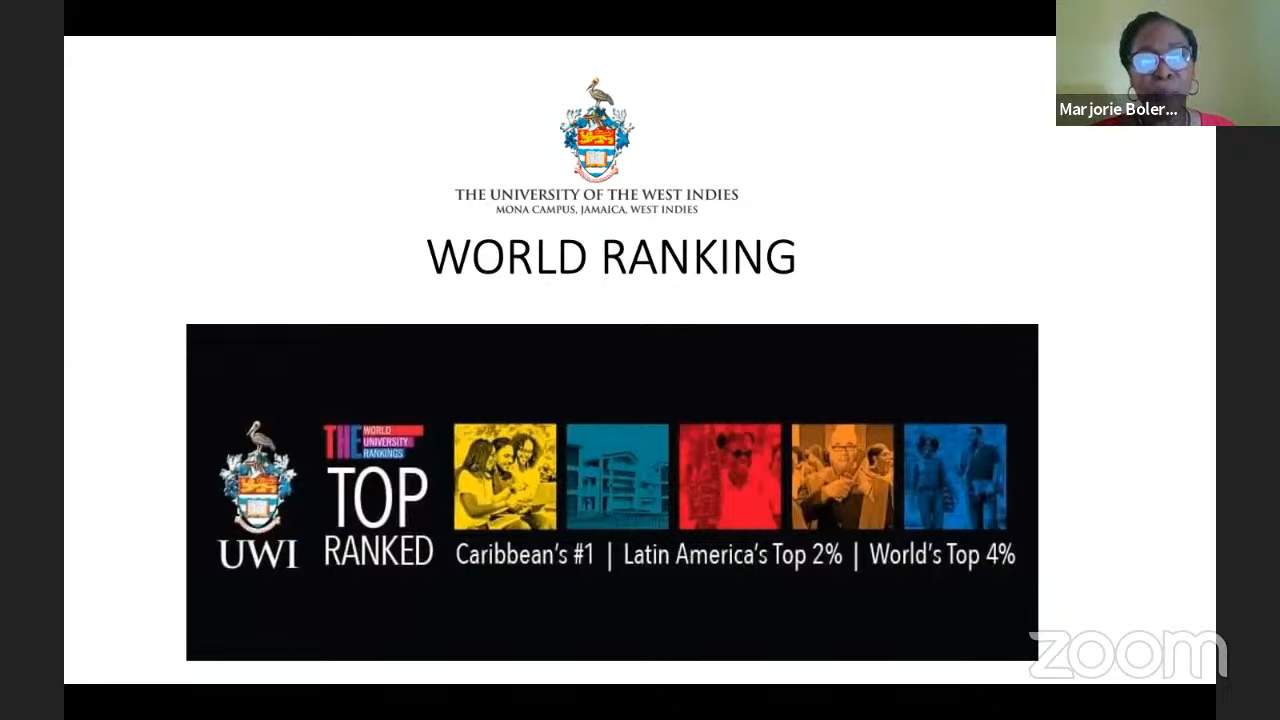 Marjorie Boler...
THE UNIVERSITY OF THE WEST INDIES
MONA CAMPUS, JAMAICA, WEST INDIES
WORLD RANKING
THE WORLD
UNIVERSITY
RANKINGS
TOP
RANKED
UWI
Caribbean's #1 | Latin America's Top 2% | World's Top 4%
zoom